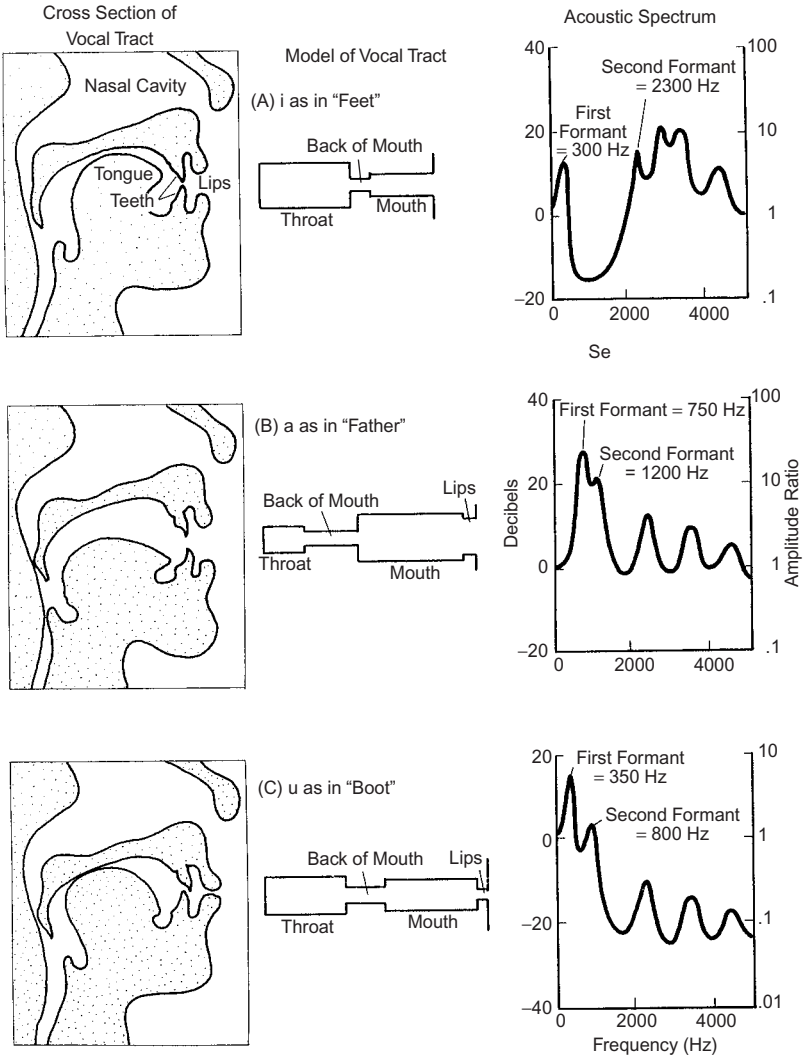 Cross Section of
Vocal Tract
Model of Vocal Tract
Acoustic Spectrum
Nasal Cavity
Tongue
Teeth
Lips
(A) i as in “Feet”
Back of Mouth
Throat
Mouth
40
20
0
–20
100
10
1
.1
First
Formant
= 300 Hz
Second Formant
= 2300 Hz
0
2000
4000
Se
(B) a as in “Father”
Back of Mouth
Lips
Throat
Mouth
Decibels
40
20
0
–20
100
10
1
.1
Amplitude Ratio
First Formant = 750 Hz
Second Formant
= 1200 Hz
0
2000
4000
(C) u as in “Boot”
Back of Mouth
Lips
Throat
Mouth
20
0
–20
–40
10
1
.1
.01
First Formant
= 350 Hz
Second Formant
= 800 Hz
0
2000
4000
Frequency (Hz)